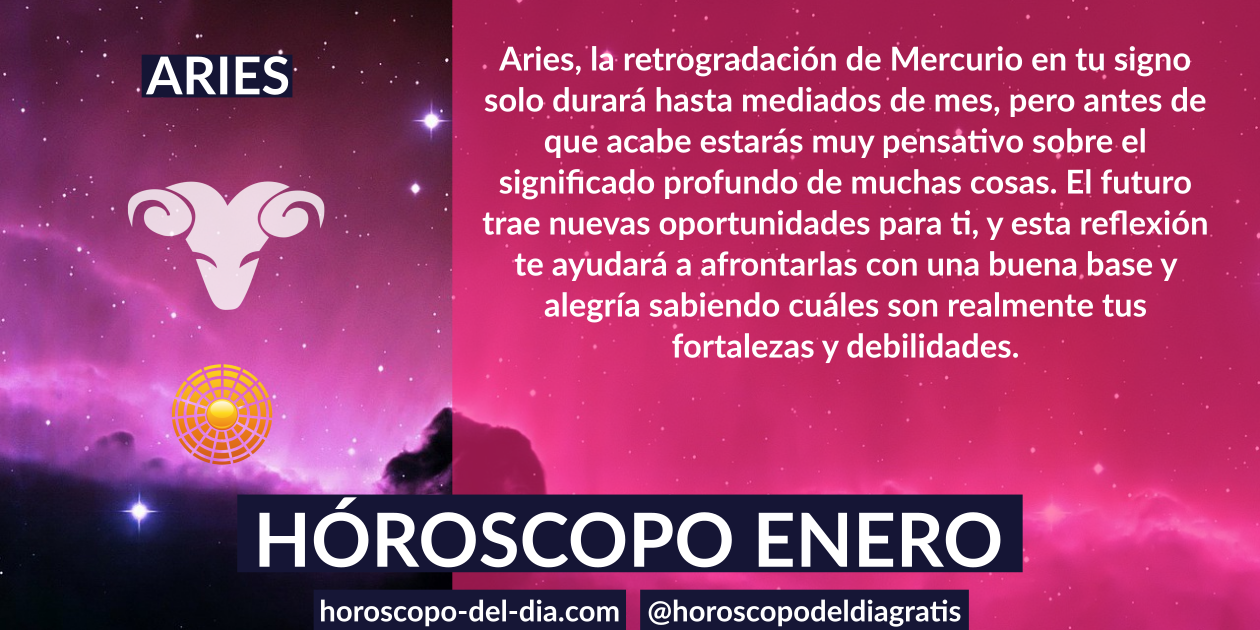 ARIES
Aries, la retrogradación de Mercurio en tu signo
solo durará hasta mediados de mes, pero antes de
que acabe estarás muy pensativo sobre el
significado profundo de muchas cosas. El futuro
trae nuevas oportunidades para ti, y esta reflexión
te ayudará a afrontarlas con una buena base y
alegría sabiendo cuáles son realmente tus
fortalezas y debilidades.
HÓROSCOPO ENERO
horoscopo-del-dia.com
@horoscopodeldiagratis